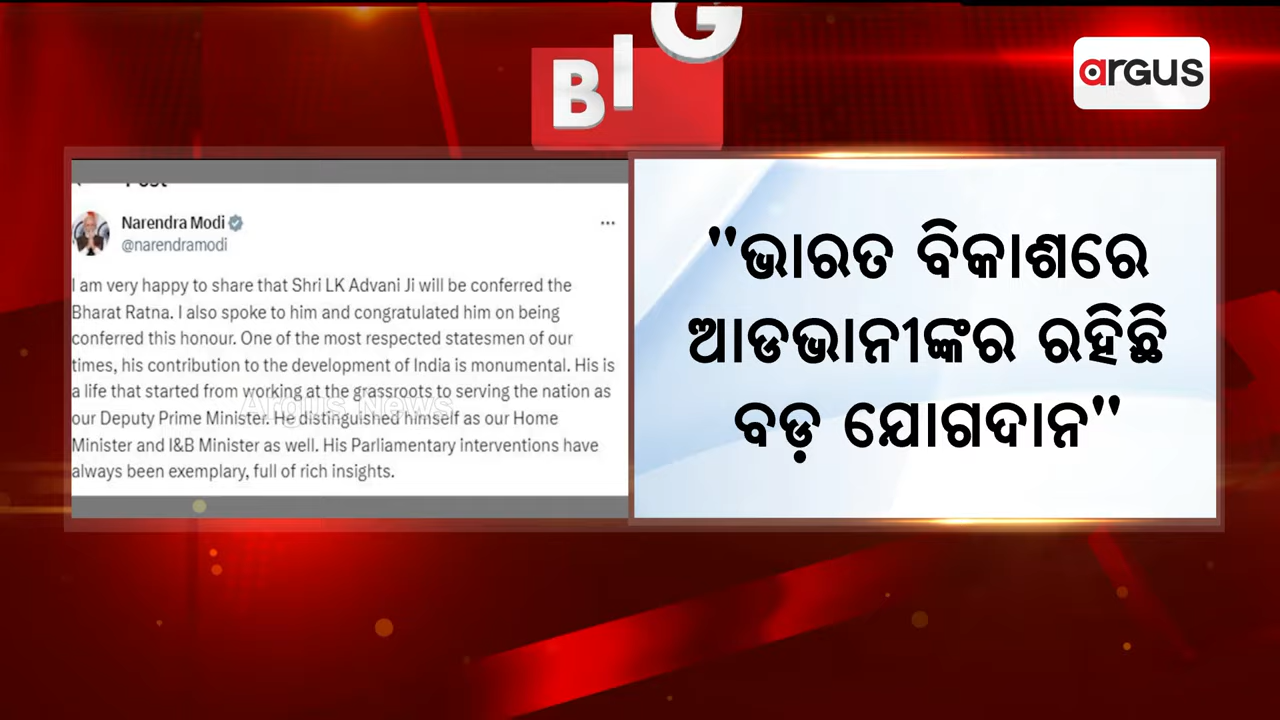 BIG
argus
Post
Narendra Modi
@narendramodi
I am very happy to share that Shri LK Advani Ji will be conferred the
Bharat Ratna. I also spoke to him and congratulated him on being
conferred this honour. One of the most respected statesmen of our
times, his contribution to the development of India is monumental. His is
a life that started from working at the grassroots to serving the nation as
our Deputy Prime Minister. He distinguished himself as our Home
Minister and I&B Minister as well. His Parliamentary interventions have
always been exemplary, full of rich insights.
Argus News
"ଭାରତ ବିକାଶରେ
ଆଡଭାନୀଙ୍କର ରହିଛି
ବଡ଼ ଯୋଗଦାନ"